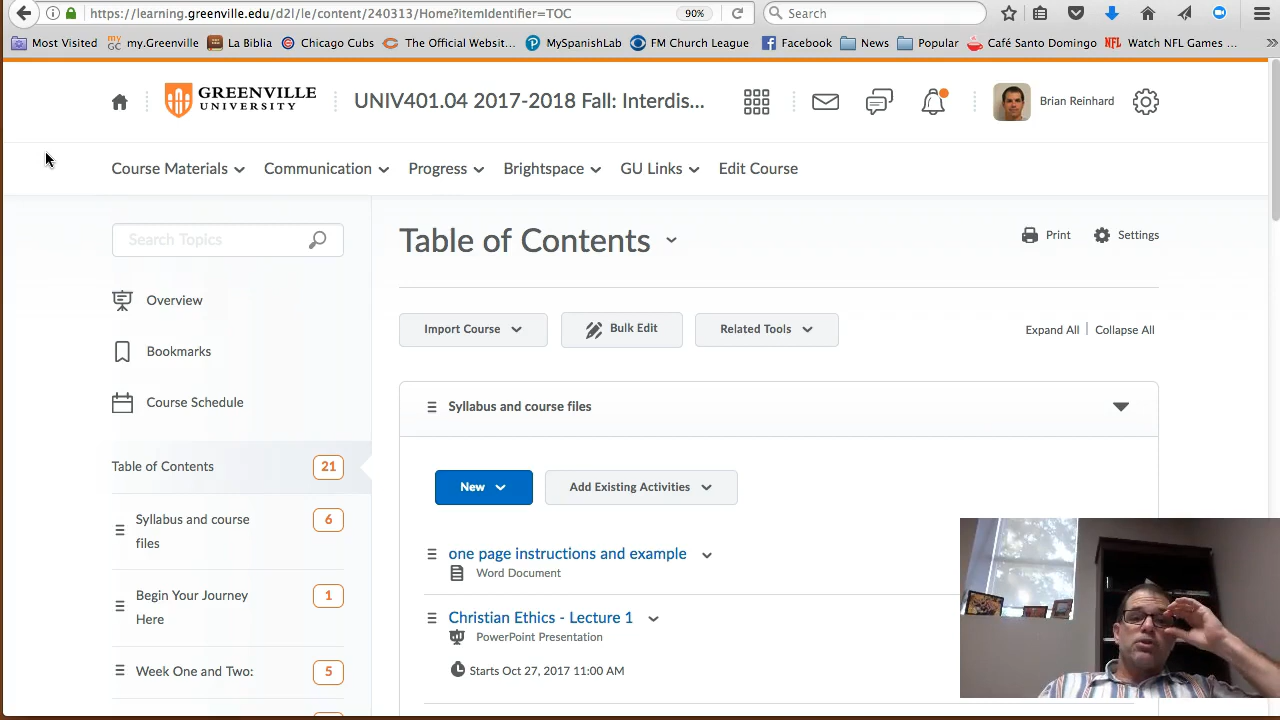 https://learning.greenville.edu/d2l/le/content/240313/Home?itemIdentifier=TOC 90% Search
Most Visited my GC my.Greenville La Biblia Chicago Cubs The Official Websit... MySpanishLab FM Church League Facebook News Popular Café Santo Domingo NFL Watch NFL Games ... »
GREENVILLE UNIVERSITY UNIV401.04 2017-2018 Fall: Interdis... Brian Reinhard
Course Materials Communication Progress Brightspace GU Links Edit Course
Search Topics
Overview
Bookmarks
Course Schedule
Table of Contents 21
Syllabus and course files 6
Begin Your Journey Here 1
Week One and Two: 5
Table of Contents Print Settings
Import Course Bulk Edit Related Tools Expand All Collapse All
Syllabus and course files
New Add Existing Activities
one page instructions and example
Word Document
Christian Ethics - Lecture 1
PowerPoint Presentation
Starts Oct 27, 2017 11:00 AM